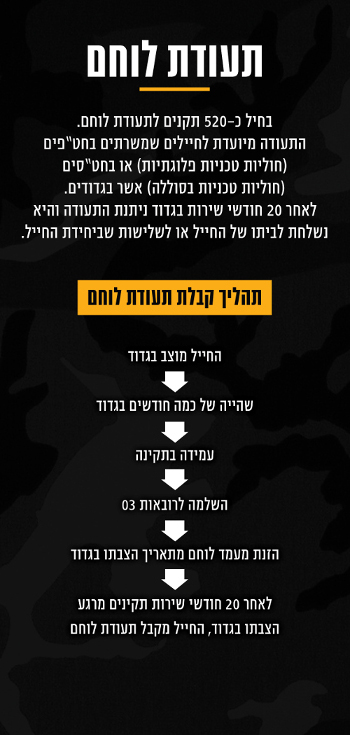 תעודת לוחם
בחיל כ-520 תקנים לתעודת לוחם.
התעודה מיועדת לחיילים שמשרתים בחט"פים
(חוליות טכניות פלוגתיות) או בחט"סים
(חוליות טכניות בסוללה) אשר בגדודים.
לאחר 20 חודשי שירות בגדוד ניתנת התעודה והיא
נשלחת לביתו של החייל או לשלישות שביחידת החייל.
תהליך קבלת תעודת לוחם
החייל מוצב בגדוד
שהייה של כמה חודשים בגדוד
עמידה בתקינה
השלמה לרובאות 03
הזנת מעמד לוחם מתאריך הצבתו בגדוד
לאחר 20 חודשי שירות תקינים מרגע
הצבתו בגדוד, החייל מקבל תעודת לוחם